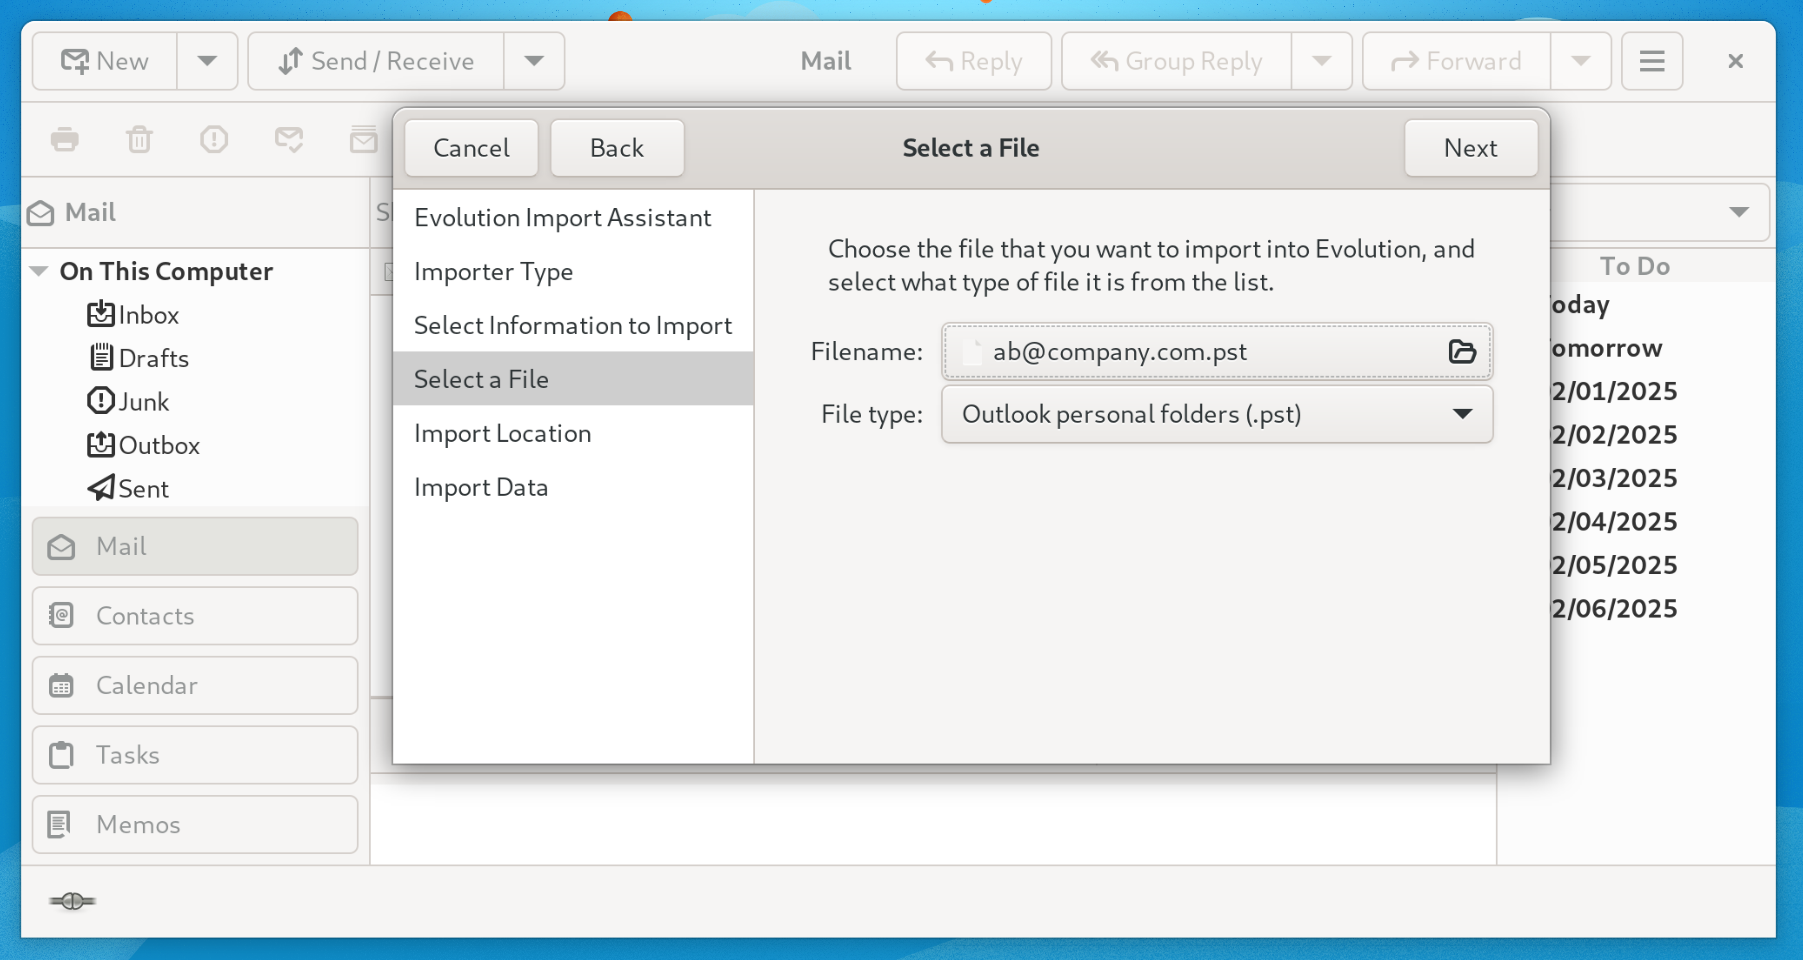 New
Send / Receive
Mail
Reply
Group Reply
Forward
Cancel
Back
Select a File
Next
Mail
On This Computer
Inbox
Drafts
Junk
Outbox
Sent
Mail
Contacts
Calendar
Tasks
Memos
Evolution Import Assistant
Importer Type
Select Information to Import
Select a File
Import Location
Import Data
Choose the file that you want to import into Evolution, and
select what type of file it is from the list.
Filename: ab@company.com.pst
File type: Outlook personal folders (.pst)
To Do
oday
omorrow
2/01/2025
2/02/2025
2/03/2025
2/04/2025
2/05/2025
2/06/2025